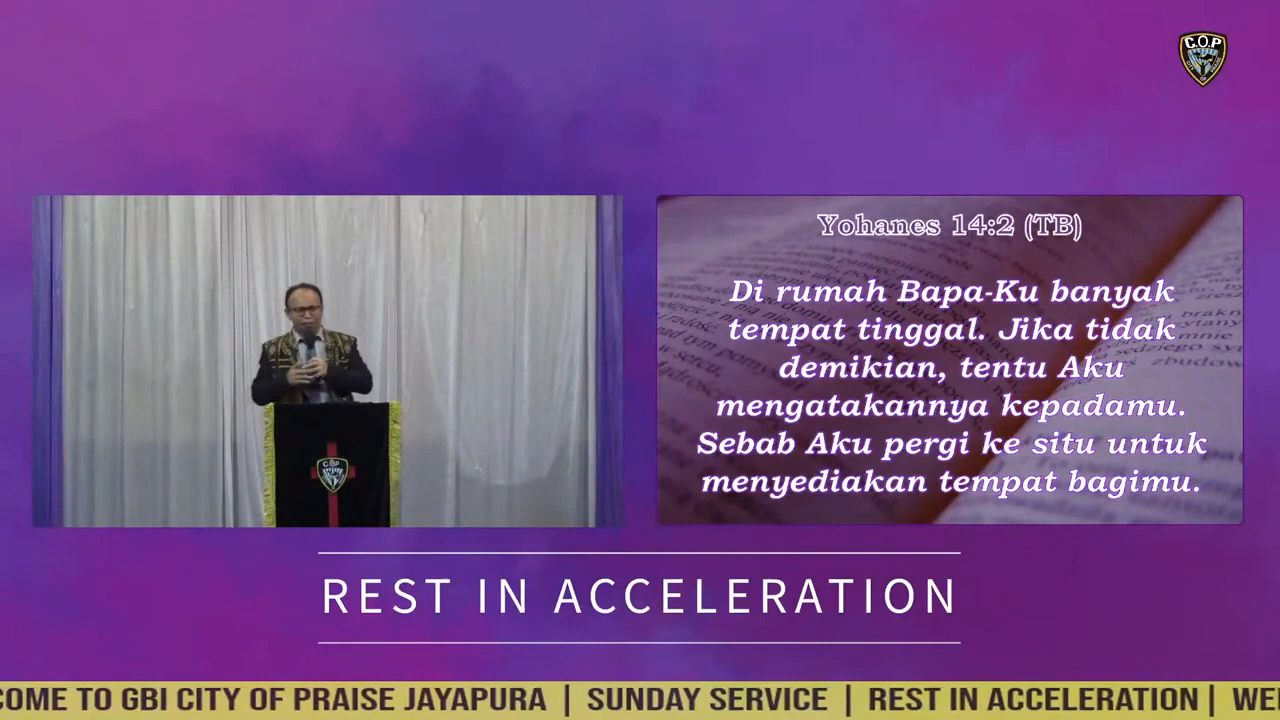 C.O.P
Yohanes 14:2 (TB)
Di rumah Bapa-Ku banyak
tempat tinggal. Jika tidak
demikian, tentu Aku
mengatakannya kepadamu.
Sebab Aku pergi ke situ untuk
menyediakan tempat bagimu.
C.O.P
REST IN ACCELERATION
COME TO GBI CITY OF PRAISE JAYAPURA | SUNDAY SERVICE | REST IN ACCELERATION | WE